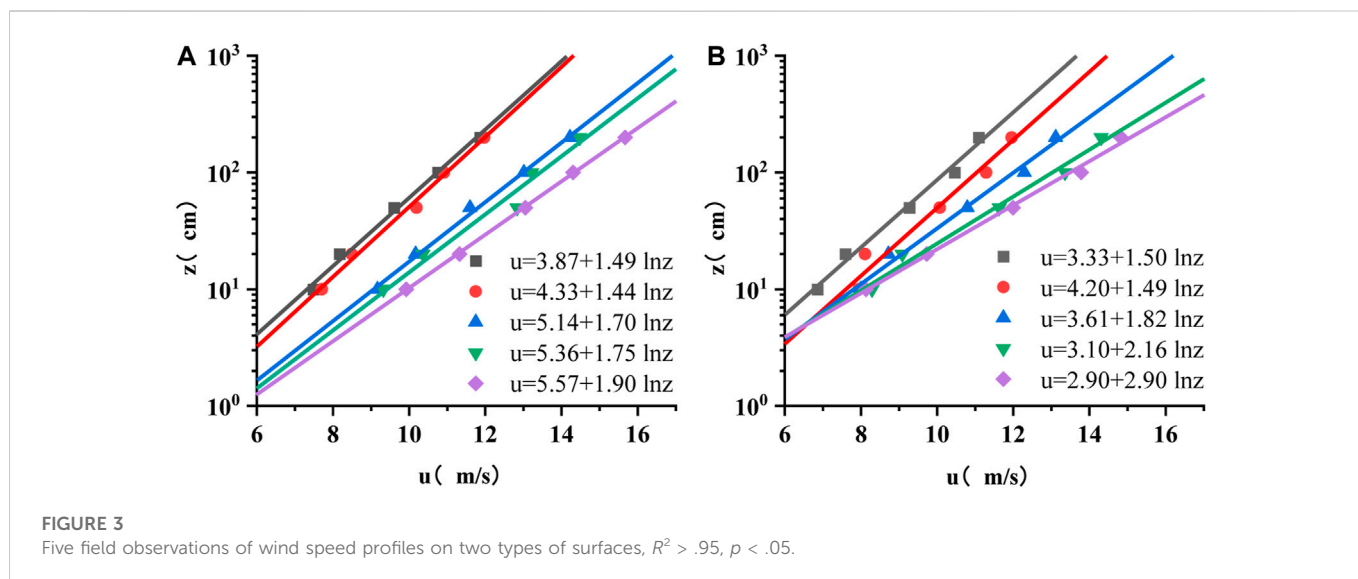 A
10³
10²
10¹
10⁰
z( cm)
6
8
10
12
14
16
u( m/s)
u=3.87+1.49 lnz
u=4.33+1.44 lnz
u=5.14+1.70 lnz
u=5.36+1.75 lnz
u=5.57+1.90 lnz
B
10³
10²
10¹
10⁰
z( cm)
6
8
10
12
14
16
u( m/s)
u=3.33+1.50 lnz
u=4.20+1.49 lnz
u=3.61+1.82 lnz
u=3.10+2.16 lnz
u=2.90+2.90 lnz
FIGURE 3
Five field observations of wind speed profiles on two types of surfaces, R² > .95, p < .05.